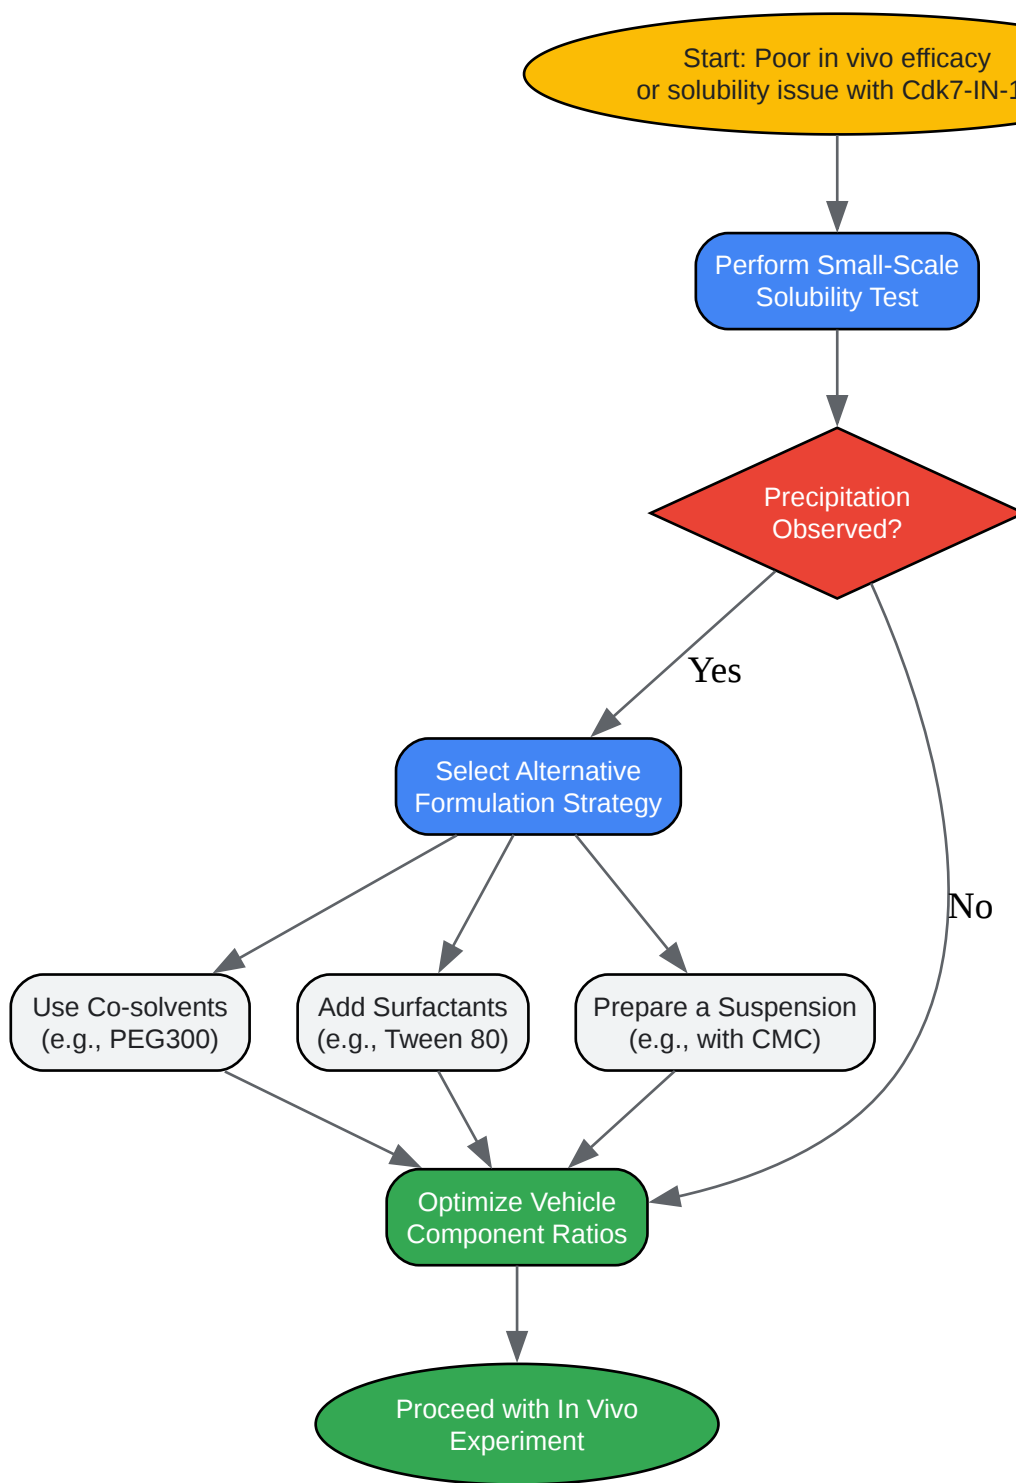 Start: Poor in vivo efficacy
or solubility issue with Cdk7-IN-1
Perform Small-Scale
Solubility Test
Precipitation
Observed?
Yes
Select Alternative
Formulation Strategy
No
Use Co-solvents
(e.g., PEG300)
Add Surfactants
(e.g., Tween 80)
Prepare a Suspension
(e.g., with CMC)
Optimize Vehicle
Component Ratios
Proceed with In Vivo
Experiment